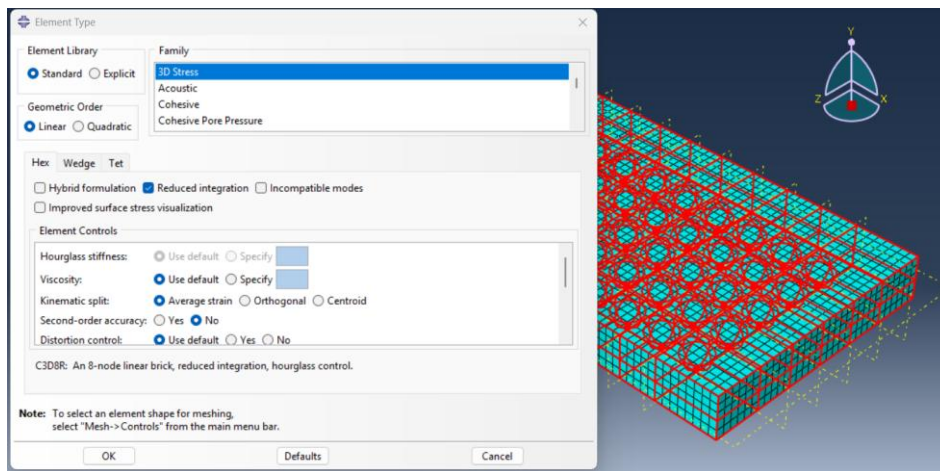 Element Type
Element Library
Standard Explicit
Family
3D Stress
Acoustic
Cohesive
Cohesive Pore Pressure
Geometric Order
Linear Quadratic
Hex Wedge Tet
Hybrid formulation Reduced integration Incompatible modes
Improved surface stress visualization
Element Controls
Hourglass stiffness: Use default Specify
Viscosity: Use default Specify
Kinematic split: Average strain Orthogonal Centroid
Second-order accuracy: Yes No
Distortion control: Use default Yes No
C3D8R: An 8-node linear brick, reduced integration, hourglass control.
Note: To select an element shape for meshing,
select "Mesh->Controls" from the main menu bar.
OK Defaults Cancel
Y
Z X